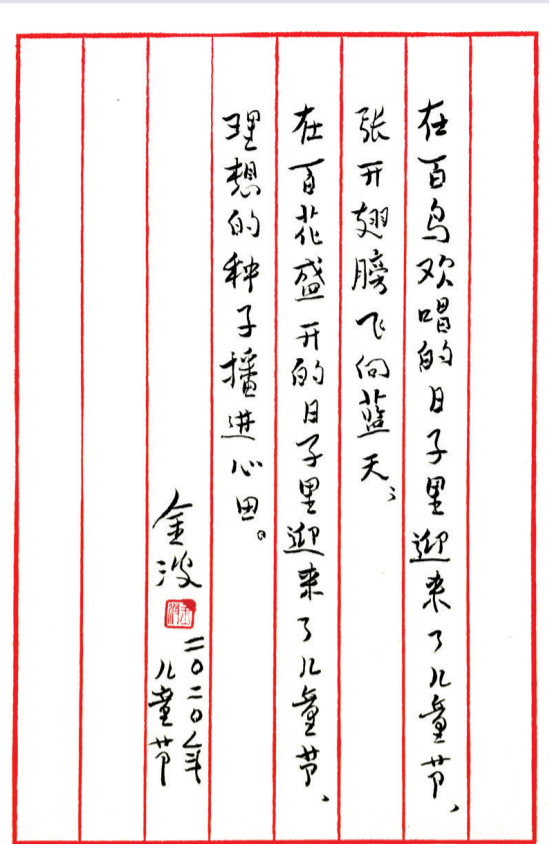 在百鸟欢唱的日子里迎来了儿童节、
张开翅膀飞向蓝天；
在百花盛开的日子里迎来了儿童节、
理想的种子播进心田。
金波
二〇二〇年
儿童节